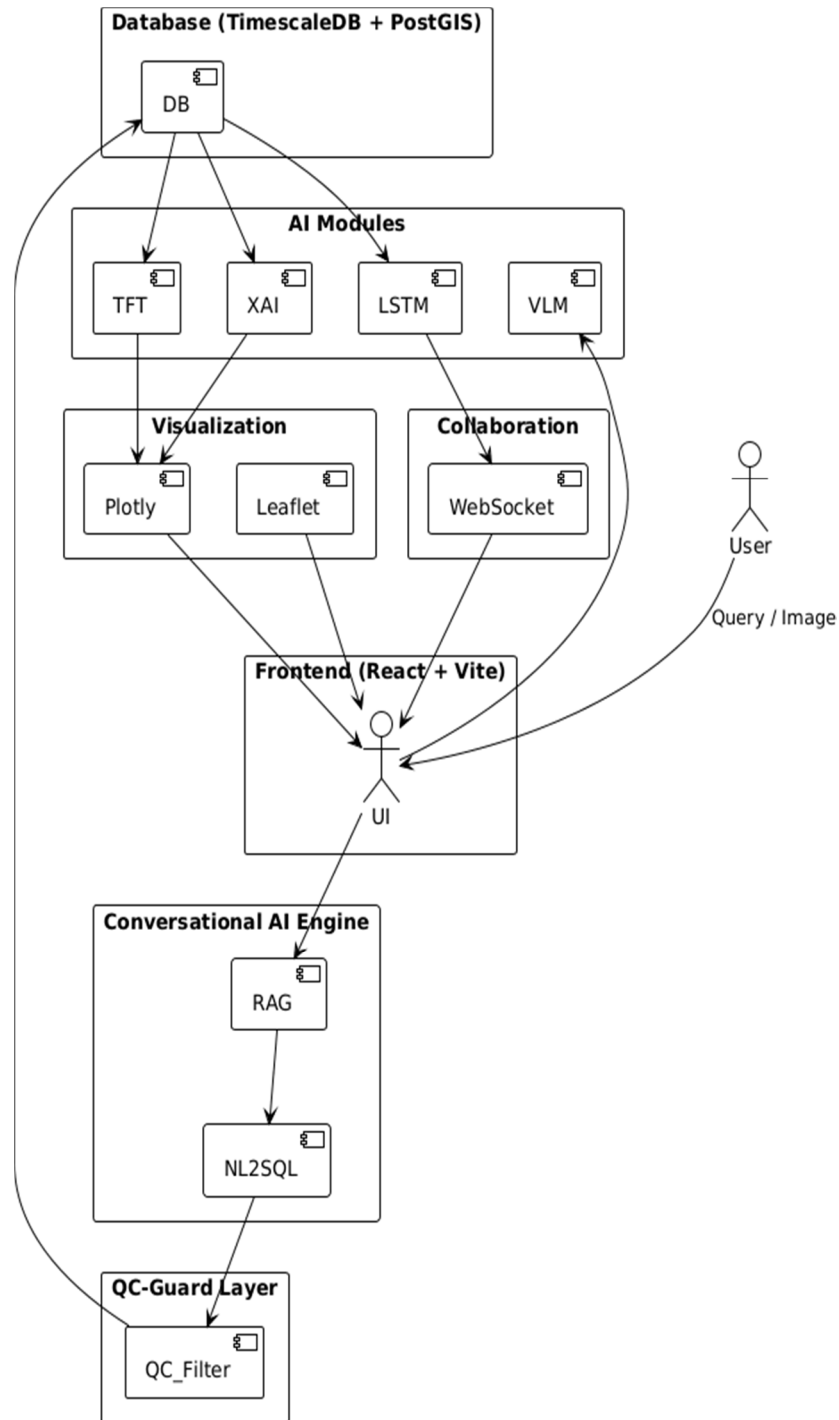 Database (TimescaleDB + PostGIS)
DB
AI Modules
TFT
XAI
LSTM
VLM
Visualization
Collaboration
Plotly
Leaflet
WebSocket
User
Query / Image
Frontend (React + Vite)
UI
Conversational AI Engine
RAG
NL2SQL
QC-Guard Layer
QC_Filter